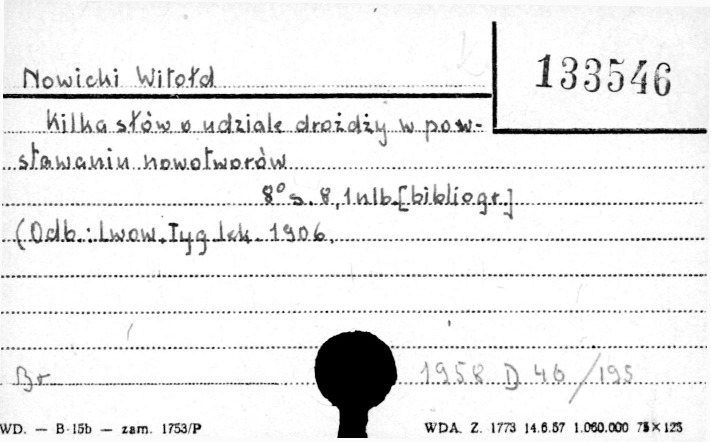 133546
Nowicki Witołd
Kilka słów o udziale drożdży w pow-
stawaniu nowotworów
8° s. 8, 1 nlb. [bibliogr.]
(Odb.: Lwow. Tyg. lek. 1906.
Br 1958 D 46/195
WD. — B-15b — zam. 1753/P WDA. Z. 1773 14.6.57 1.060.000 75×125